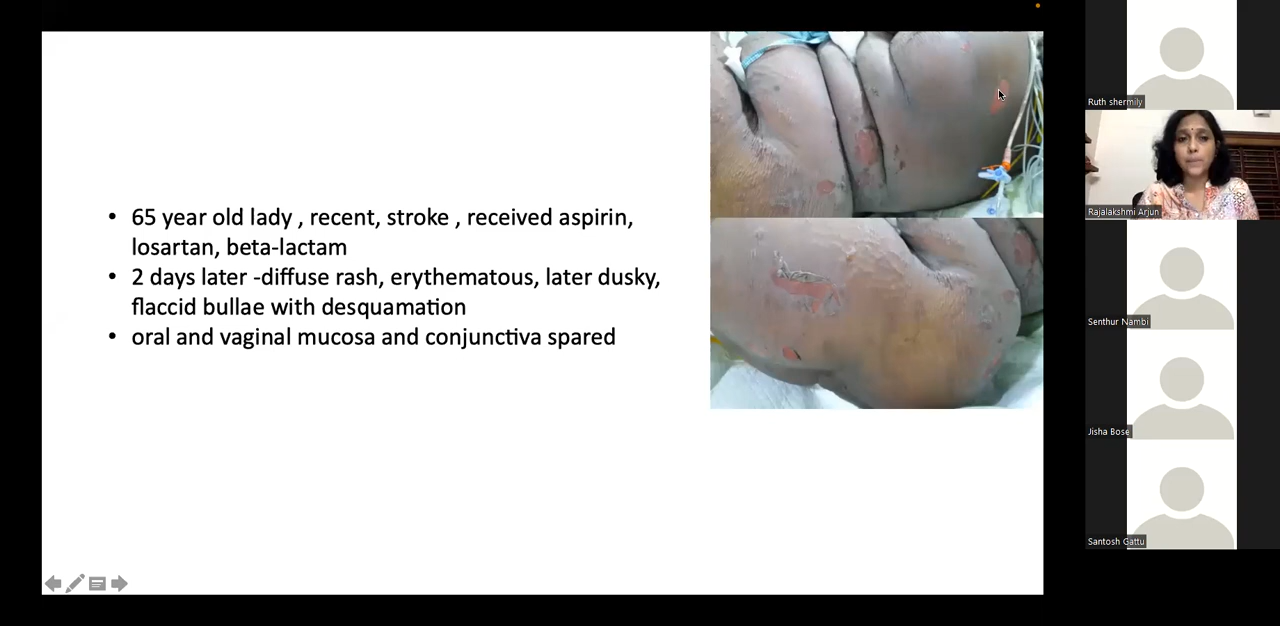 • 65 year old lady , recent, stroke , received aspirin,
losartan, beta-lactam
• 2 days later -diffuse rash, erythematous, later dusky,
flaccid bullae with desquamation
• oral and vaginal mucosa and conjunctiva spared
Ruth shermily
Rajalakshmi Arjun
Senthur Nambi
Jisha Bose
Santosh Gattu